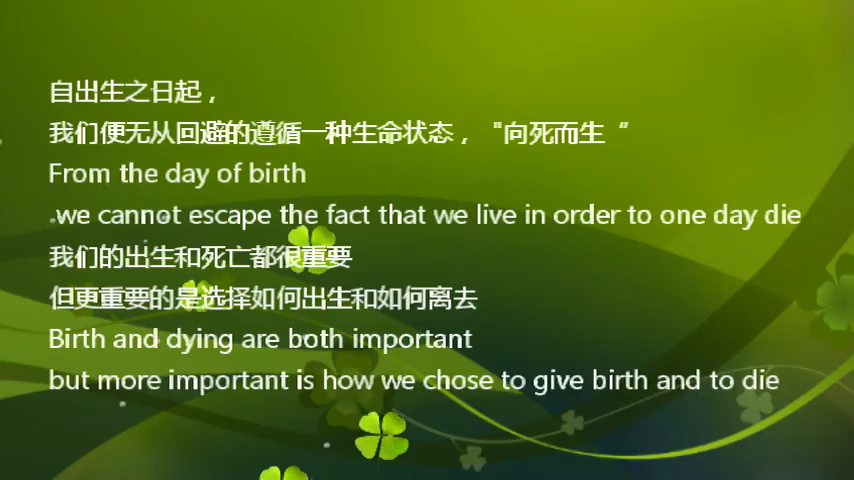 自出生之日起，
我们便无从回避的遵循一种生命状态，"向死而生“
From the day of birth
we cannot escape the fact that we live in order to one day die
我们的出生和死亡都很重要
但更重要的是选择如何出生和如何离去
Birth and dying are both important
but more important is how we chose to give birth and to die